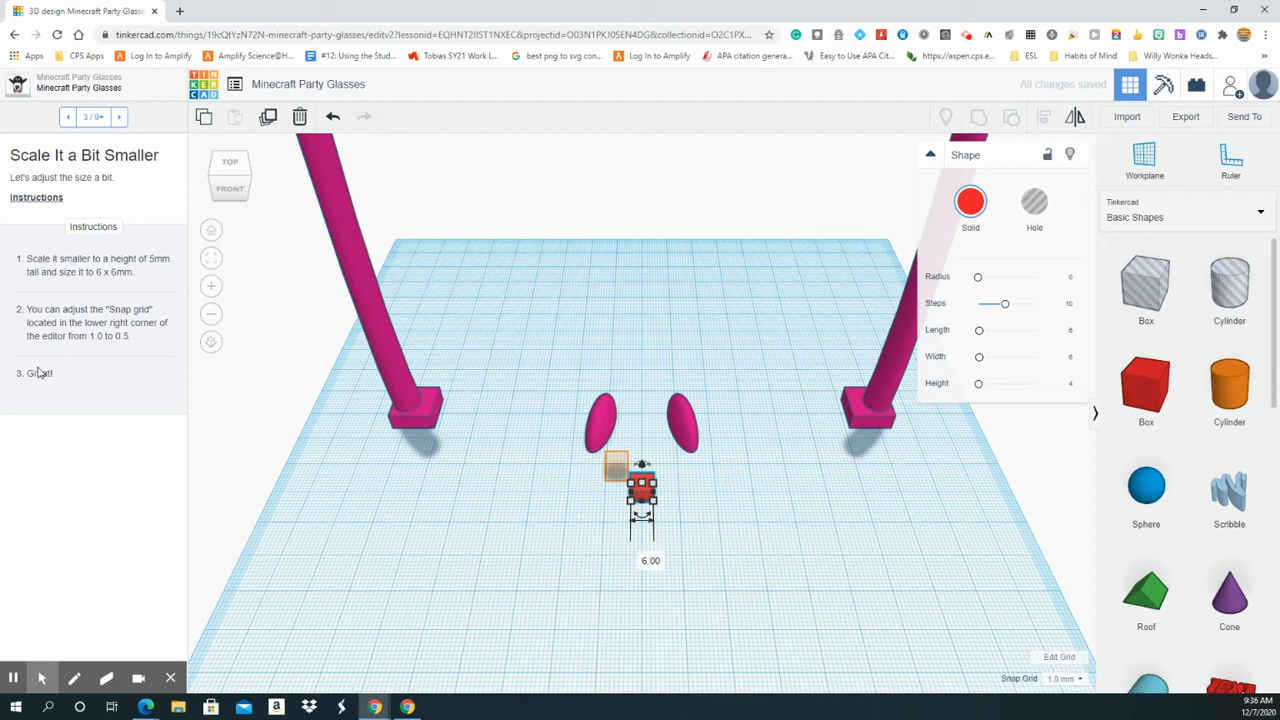 3D design Minecraft Party Glasse
tinkercad.com/things/19cQtYzN72N-minecraft-party-glasses/editv2?lessonid=EQHNT2IIST1NXEC&projectid=O03N1PKJ0SEN4DG&collectionid=O2C1PX...
Apps CPS Apps Log In to Amplify Amplify Science@H... #12: Using the Stud... Tobias SY21 Work best png to svg con... Log In to Amplify APA citation genera... Easy to Use APA Cit... https://aspen.cps.e... ESL Habits of Mind Willy Wonka Heads...
Minecraft Party Glasses
Minecraft Party Glasses
TIN
KER
CAD
Minecraft Party Glasses
All changes saved
3 / 9
Import
Export
Send To
Scale It a Bit Smaller
Let's adjust the size a bit.
Instructions
Instructions
1. Scale it smaller to a height of 5mm
tall and size it to 6 x 6mm.
2. You can adjust the "Snap grid"
located in the lower right corner of
the editor from 1.0 to 0.5.
3. Great!
TOP
FRONT
6.00
Shape
Solid
Hole
Radius 0
Steps 10
Length 6
Width 6
Height 4
Workplane
Ruler
Tinkercad
Basic Shapes
Box
Cylinder
Box
Cylinder
Sphere
Scribble
Roof
Cone
Edit Grid
Snap Grid 1.0 mm
9:36 AM
12/7/2020